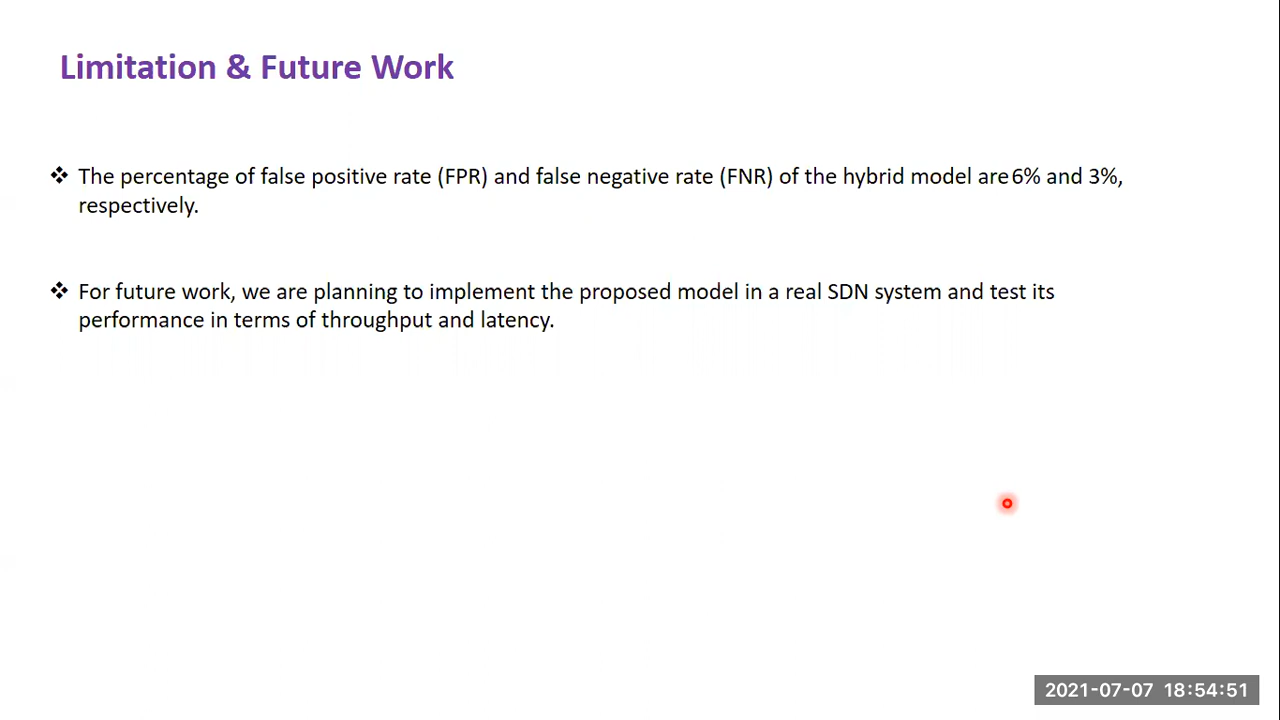 Limitation & Future Work
❖ The percentage of false positive rate (FPR) and false negative rate (FNR) of the hybrid model are 6% and 3%,
respectively.
❖ For future work, we are planning to implement the proposed model in a real SDN system and test its
performance in terms of throughput and latency.
2021-07-07 18:54:51